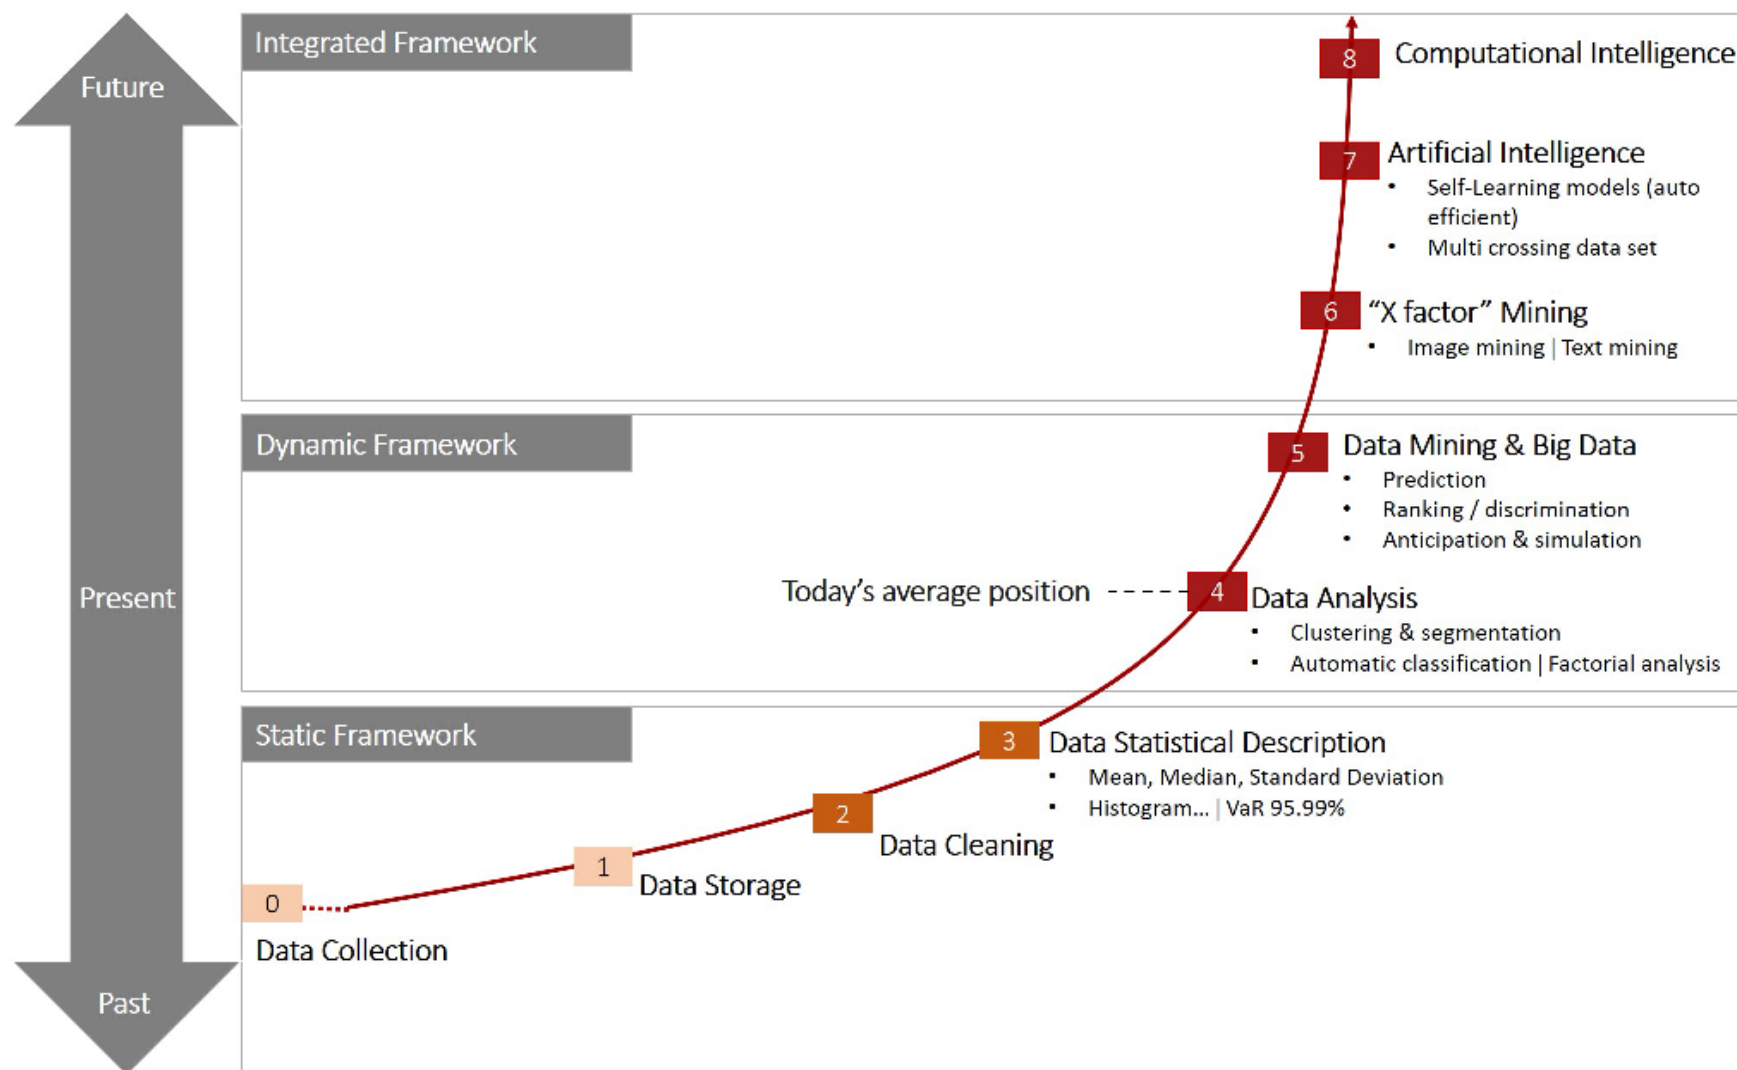 Future
Present
Past
Integrated Framework
8
Computational Intelligence
7
Artificial Intelligence
• Self-Learning models (auto
efficient)
• Multi crossing data set
6
“X factor” Mining
• Image mining | Text mining
Dynamic Framework
5
Data Mining & Big Data
• Prediction
• Ranking / discrimination
• Anticipation & simulation
Today’s average position
4
Data Analysis
• Clustering & segmentation
• Automatic classification | Factorial analysis
Static Framework
3
Data Statistical Description
• Mean, Median, Standard Deviation
• Histogram... | VaR 95.99%
2
Data Cleaning
1
Data Storage
0
Data Collection